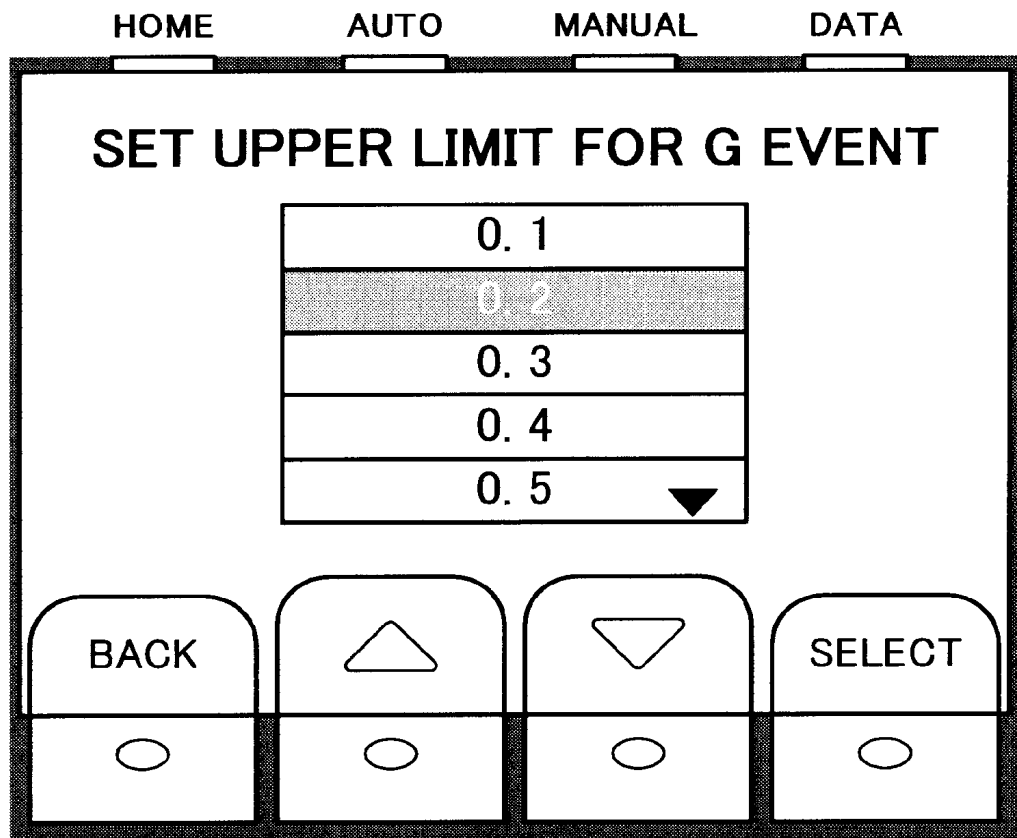 HOME AUTO MANUAL DATA
SET UPPER LIMIT FOR G EVENT
0. 1
0. 2
0. 3
0. 4
0. 5
BACK SELECT